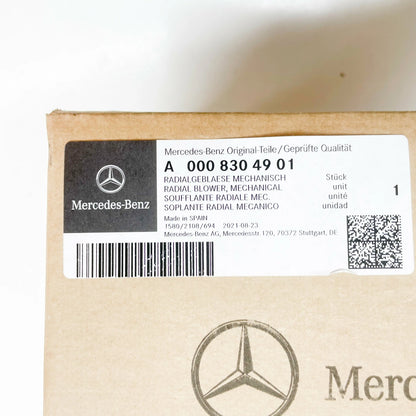 Mercedes-Benz Original-Teile/Geprüfte Qualität
A 000 830 49 01
RADIALGEBLAESE MECHANISCH Stück
RADIAL BLOWER, MECHANICAL unit
SOUFFLANTE RADIALE MEC. unité
SOPLANTE RADIAL MECANICO unidad
1
Mercedes-Benz
Made in SPAIN
1580/2108/694 2021-08-23
Mercedes-Benz AG, Mercedesstr.120, 70372 Stuttgart, DE
Merc